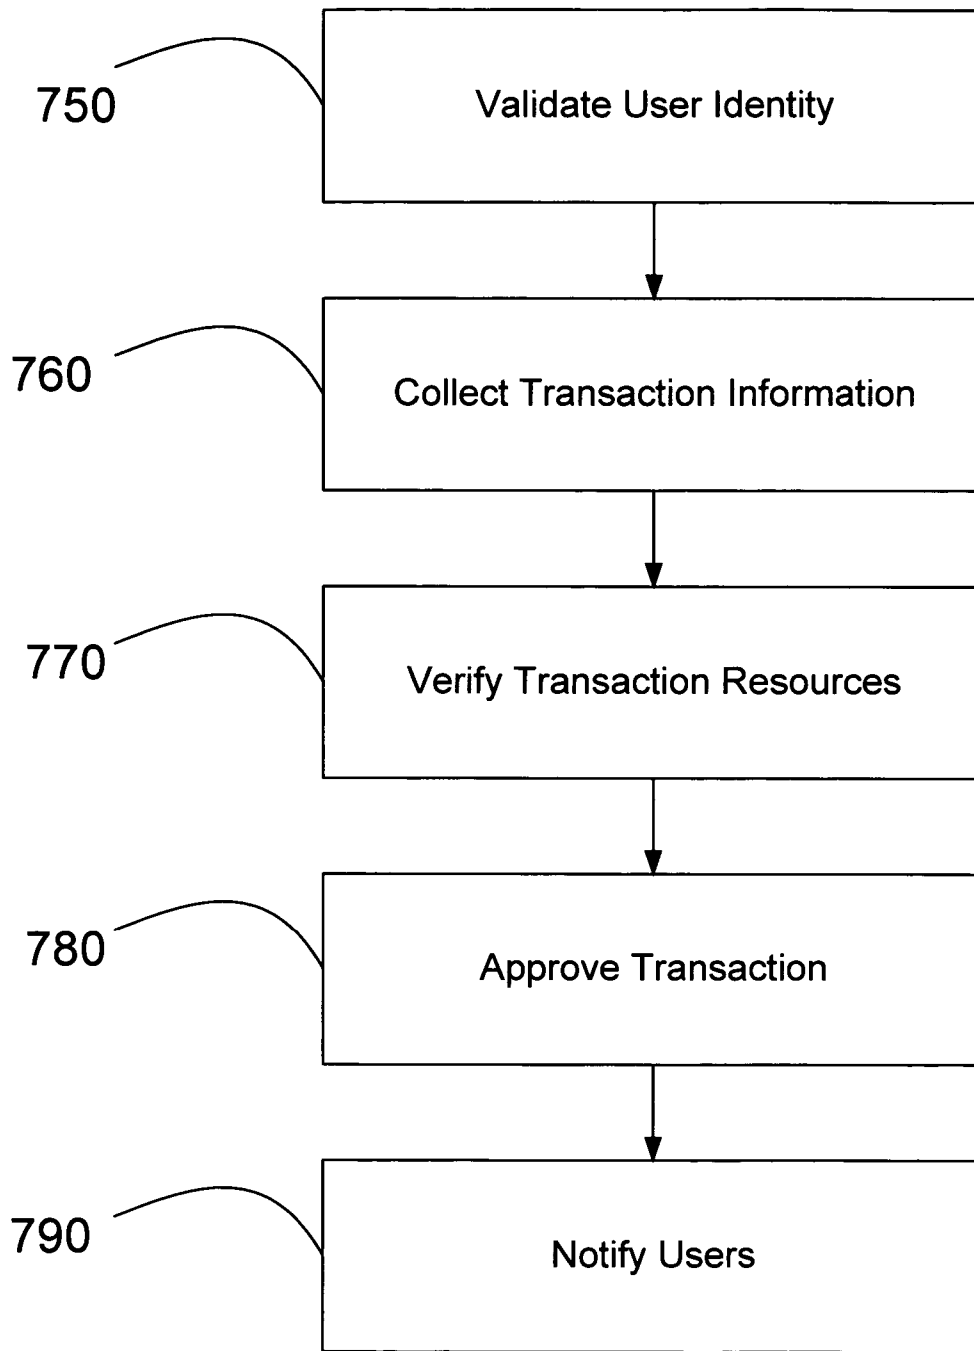 750
Validate User Identity
760
Collect Transaction Information
770
Verify Transaction Resources
780
Approve Transaction
790
Notify Users